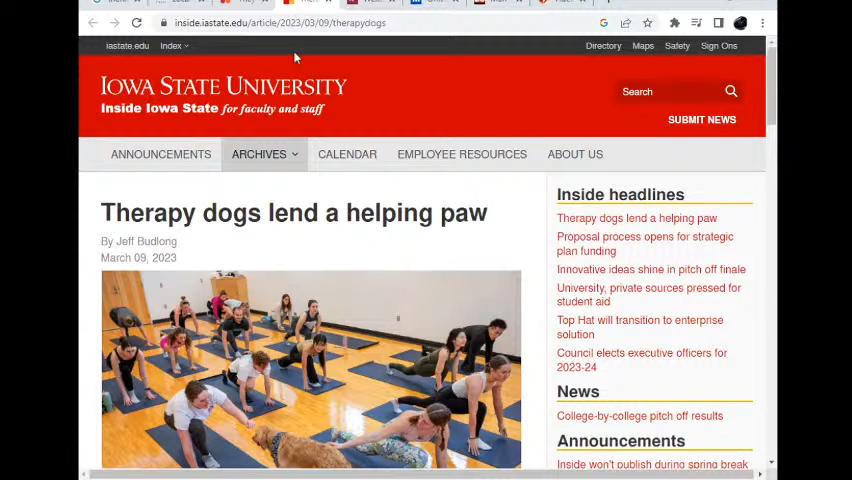 inside.iastate.edu/article/2023/03/09/therapydogs
iastate.edu Index Directory Maps Safety Sign Ons
IOWA STATE UNIVERSITY
Inside Iowa State for faculty and staff
Search
SUBMIT NEWS
ANNOUNCEMENTS ARCHIVES CALENDAR EMPLOYEE RESOURCES ABOUT US
Therapy dogs lend a helping paw
By Jeff Budlong
March 09, 2023
Inside headlines
Therapy dogs lend a helping paw
Proposal process opens for strategic
plan funding
Innovative ideas shine in pitch off finale
University, private sources pressed for
student aid
Top Hat will transition to enterprise
solution
Council elects executive officers for
2023-24
News
College-by-college pitch off results
Announcements
Inside won't publish during spring break